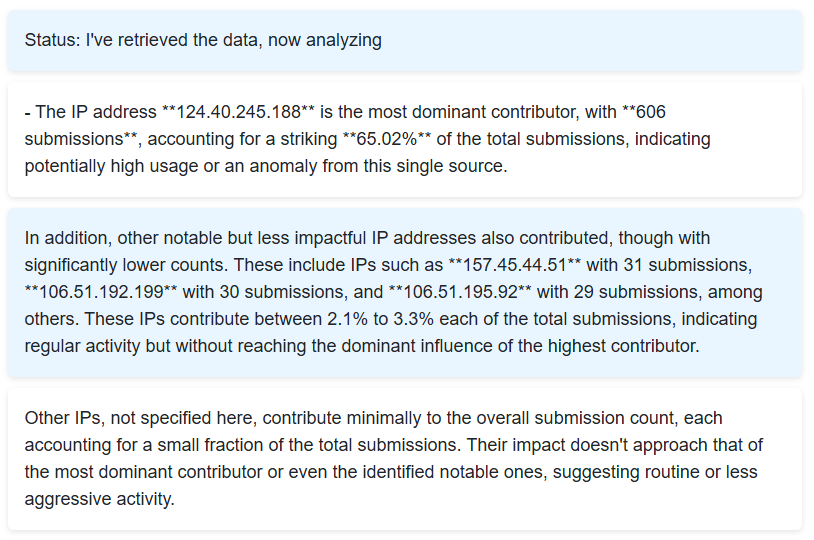 Status: I've retrieved the data, now analyzing
- The IP address **124.40.245.188** is the most dominant contributor, with **606
submissions**, accounting for a striking **65.02%** of the total submissions, indicating
potentially high usage or an anomaly from this single source.
In addition, other notable but less impactful IP addresses also contributed, though with
significantly lower counts. These include IPs such as **157.45.44.51** with 31 submissions,
**106.51.192.199** with 30 submissions, and **106.51.195.92** with 29 submissions, among
others. These IPs contribute between 2.1% to 3.3% each of the total submissions, indicating
regular activity but without reaching the dominant influence of the highest contributor.
Other IPs, not specified here, contribute minimally to the overall submission count, each
accounting for a small fraction of the total submissions. Their impact doesn't approach that of
the most dominant contributor or even the identified notable ones, suggesting routine or less
aggressive activity.